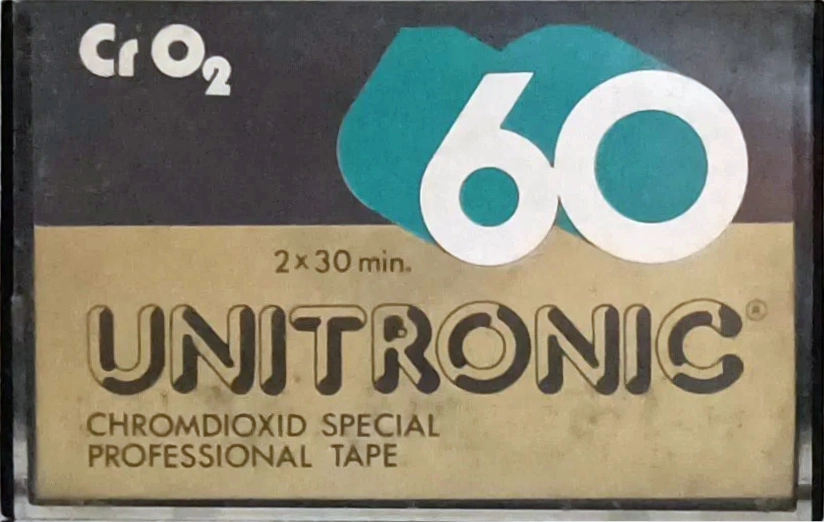 Cr O₂
60
2 x 30 min.
UNITRONIC®
CHROMDIOXID SPECIAL
PROFESSIONAL TAPE